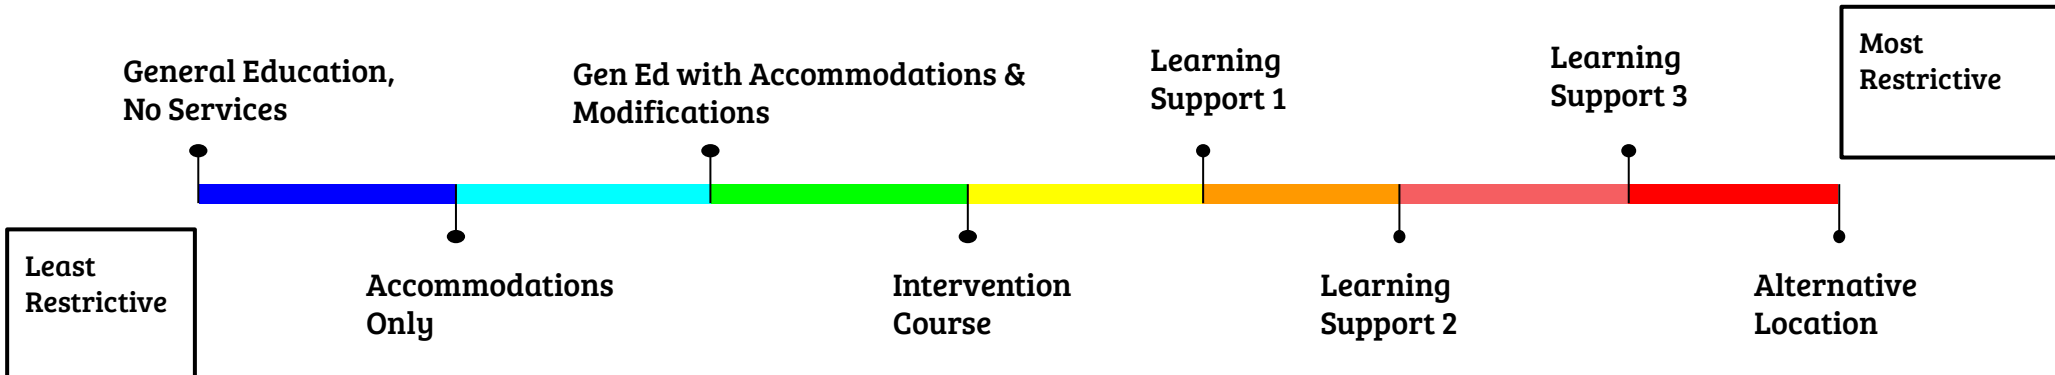 Most
Restrictive
General Education,
No Services
Gen Ed with Accommodations &
Modifications
Learning
Support 1
Learning
Support 3
Least
Restrictive
Accommodations
Only
Intervention
Course
Learning
Support 2
Alternative
Location